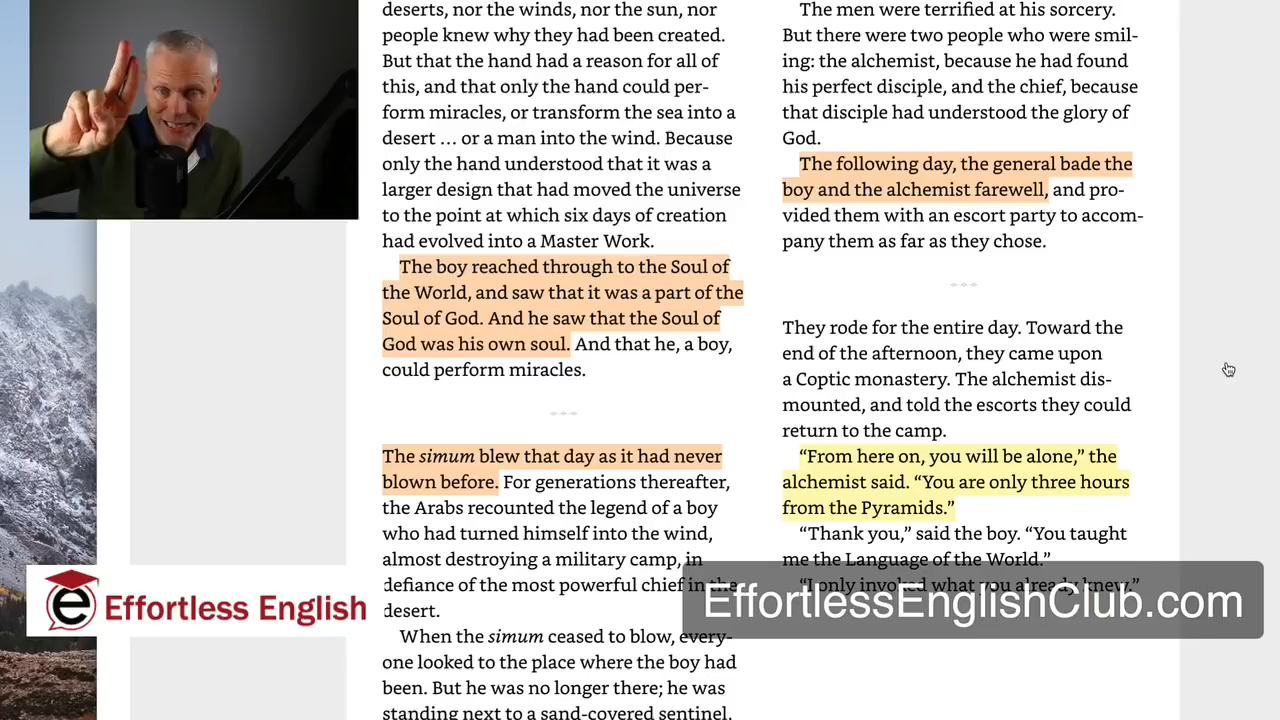 deserts, nor the winds, nor the sun, nor
people knew why they had been created.
But that the hand had a reason for all of
this, and that only the hand could per-
form miracles, or transform the sea into a
desert … or a man into the wind. Because
only the hand understood that it was a
larger design that had moved the universe
to the point at which six days of creation
had evolved into a Master Work.
The boy reached through to the Soul of
the World, and saw that it was a part of the
Soul of God. And he saw that the Soul of
God was his own soul. And that he, a boy,
could perform miracles.
The simum blew that day as it had never
blown before. For generations thereafter,
the Arabs recounted the legend of a boy
who had turned himself into the wind,
almost destroying a military camp, in
defiance of the most powerful chief in the
desert.
When the simum ceased to blow, every-
one looked to the place where the boy had
been. But he was no longer there; he was
standing next to a sand-covered sentinel,
The men were terrified at his sorcery.
But there were two people who were smil-
ing: the alchemist, because he had found
his perfect disciple, and the chief, because
that disciple had understood the glory of
God.
The following day, the general bade the
boy and the alchemist farewell, and pro-
vided them with an escort party to accom-
pany them as far as they chose.
They rode for the entire day. Toward the
end of the afternoon, they came upon
a Coptic monastery. The alchemist dis-
mounted, and told the escorts they could
return to the camp.
“From here on, you will be alone,” the
alchemist said. “You are only three hours
from the Pyramids.”
“Thank you,” said the boy. “You taught
me the Language of the World.”
“I only invoked what you already knew.”
e Effortless English
EffortlessEnglishClub.com